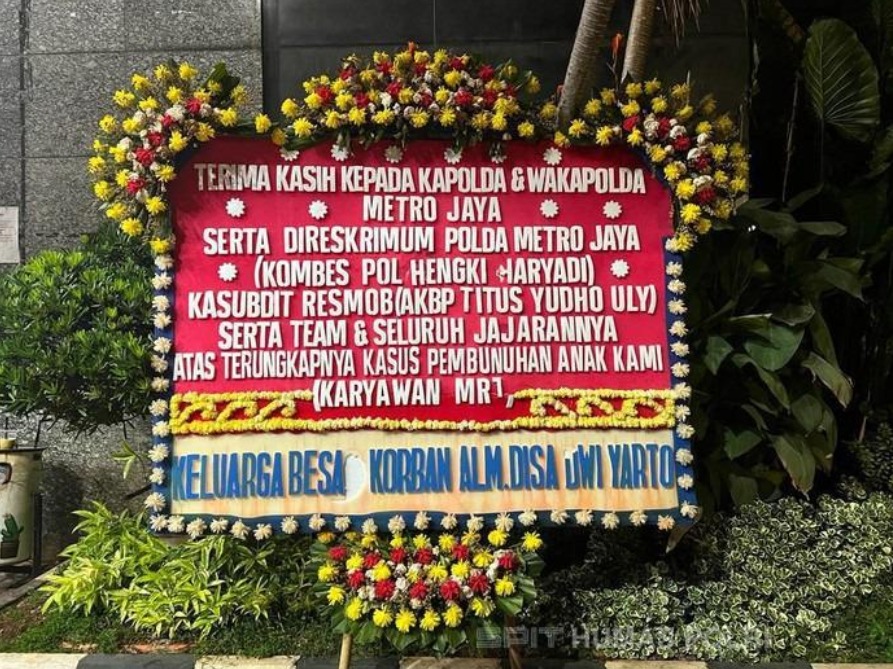 TERIMA KASIH KEPADA KAPOLDA & WAKAPOLDA
METRO JAYA
SERTA DIRESKRIMUM POLDA METRO JAYA
(KOMBES POL HENGKI HARYADI)
KASUBDIT RESMOB(AKBP TITUS YUDHO ULY)
SERTA TEAM & SELURUH JAJARANNYA
ATAS TERUNGKAPNYA KASUS PEMBUNUHAN ANAK KAMI
(KARYAWAN MRT,
KELUARGA BESA KORBAN ALM.DISA DWI YARTO